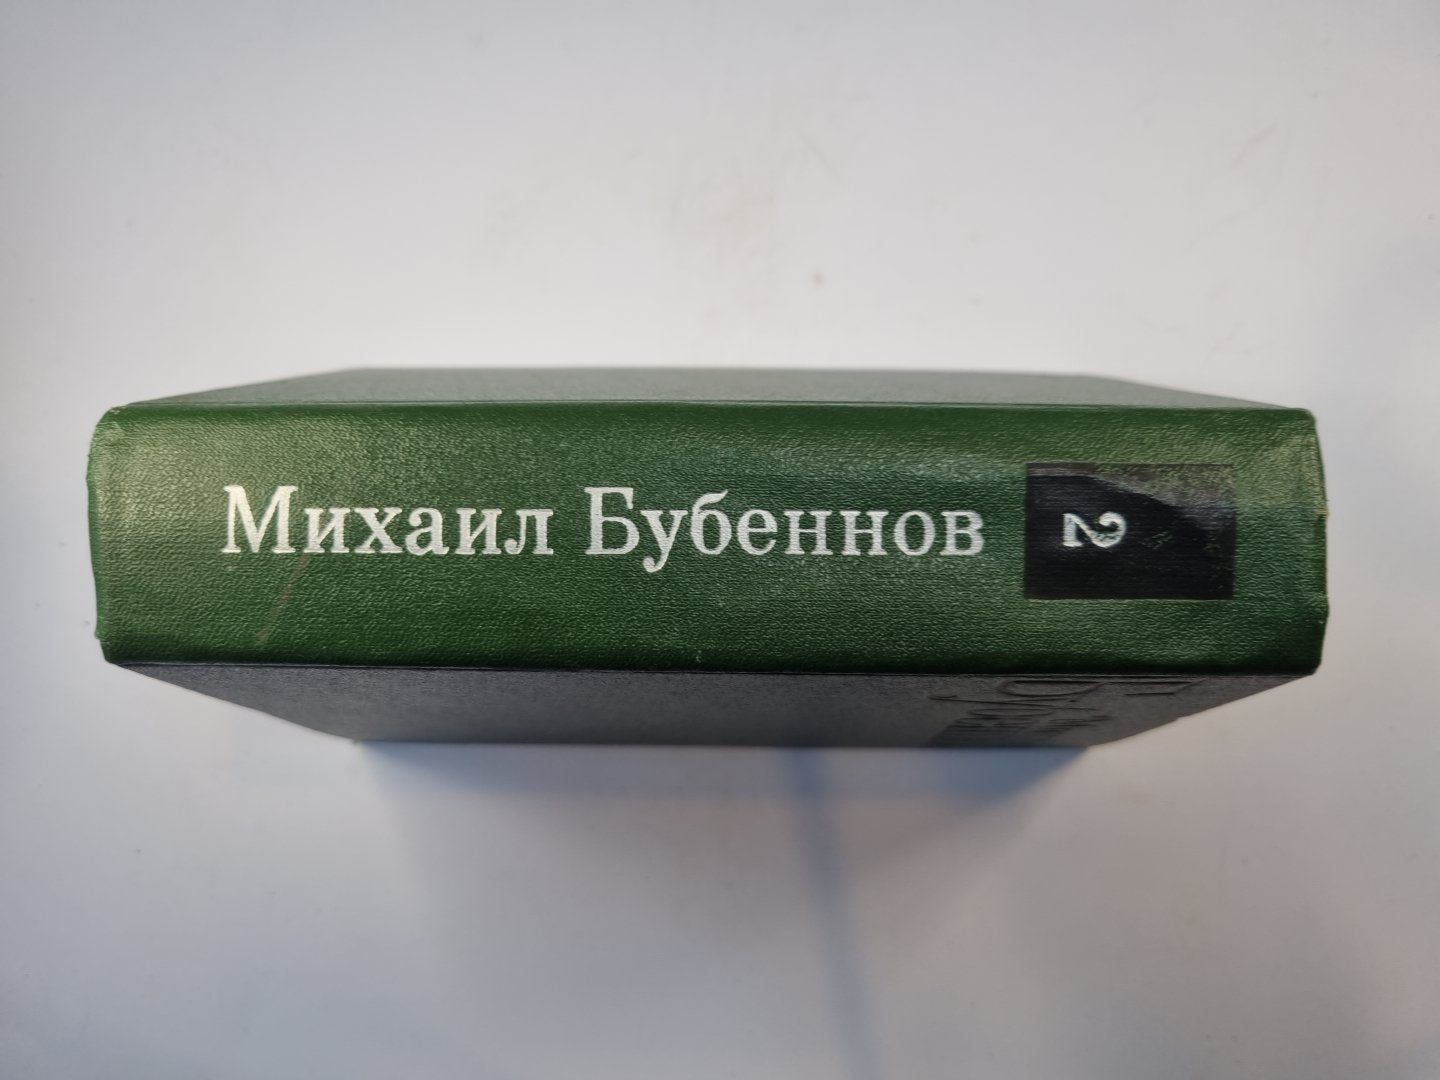 Михаил Бубеннов
2